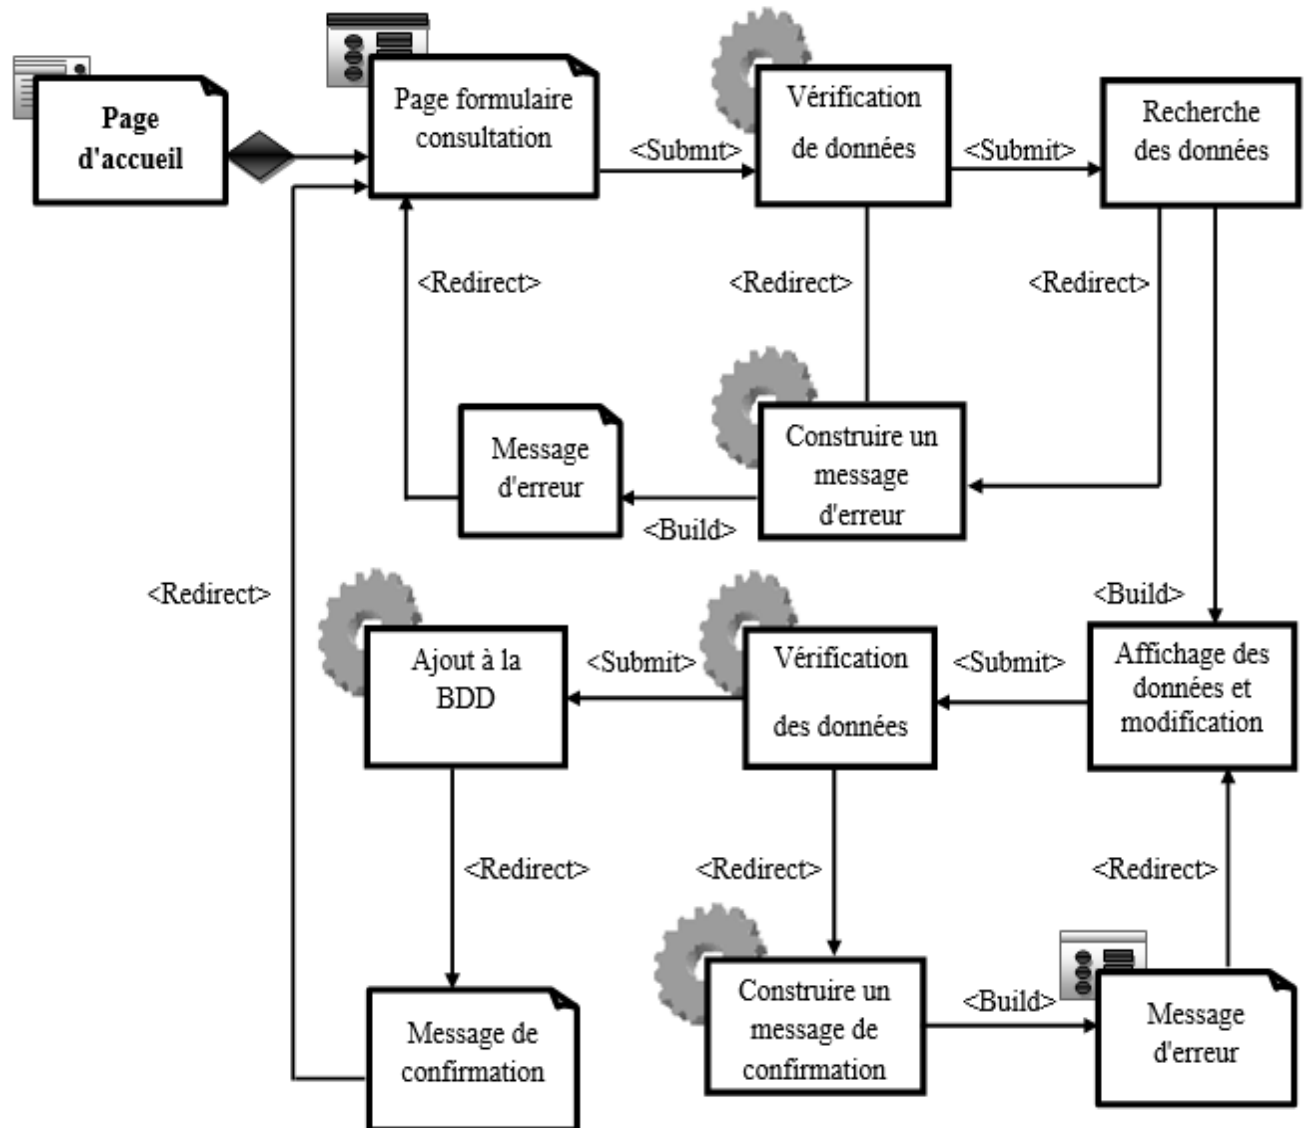 Page
d'accueil
Page formulaire
consultation
<Submit>
Vérification
de données
<Submit>
Recherche
des données
<Redirect>
<Redirect>
<Redirect>
Message
d'erreur
<Build>
Construire un
message
d'erreur
<Redirect>
<Build>
Ajout à la
BDD
<Submit>
Vérification
des données
<Submit>
Affichage des
données et
modification
<Redirect>
<Redirect>
<Redirect>
Message de
confirmation
Construire un
message de
confirmation
<Build>
Message
d'erreur